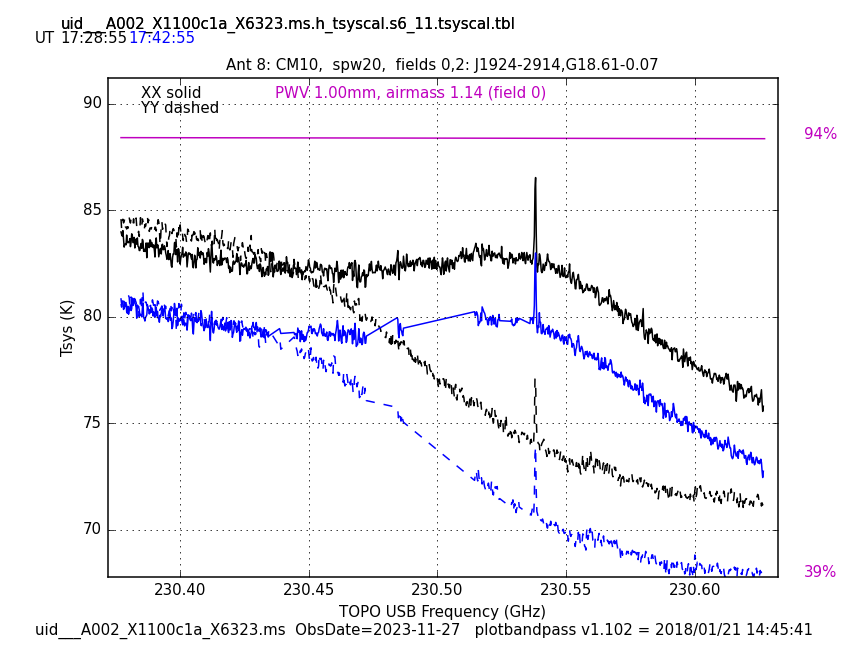 uid___A002_X1100c1a_X6323.ms.h_tsyscal.s6_11.tsyscal.tbl
UT 17:28:55 17:42:55
Ant 8: CM10, spw20, fields 0,2: J1924-2914,G18.61-0.07
XX solid
YY dashed
PWV 1.00mm, airmass 1.14 (field 0)
90
85
80
75
70
94%
39%
Tsys (K)
230.40 230.45 230.50 230.55 230.60
TOPO USB Frequency (GHz)
uid___A002_X1100c1a_X6323.ms ObsDate=2023-11-27 plotbandpass v1.102 = 2018/01/21 14:45:41